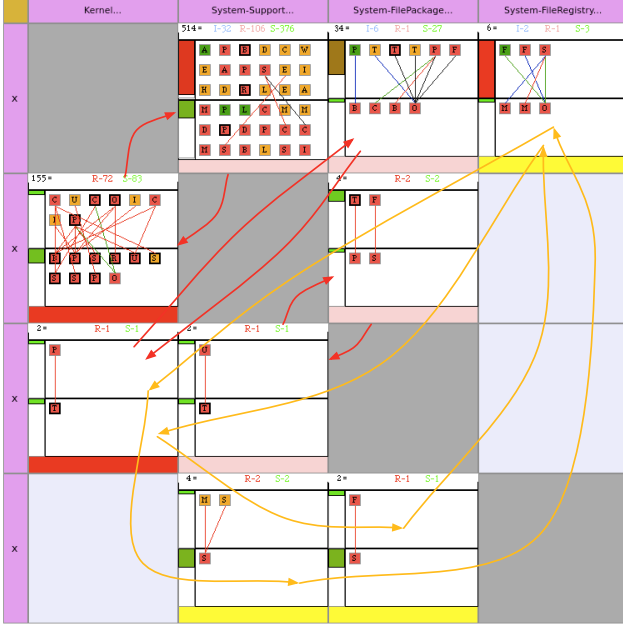 Kernel... System-Support... System-FilePackage... System-FileRegistry...
X 514= I-32 R-106 S-376 34= I-6 R-1 S-27 6= I-2 R-1 S-3
A P B D C W P T T T P F F F S
E A P S E I
H D R L E A
M P L C M M B C B O M M O
D P D P C C
M S B L S I
X 155= R-72 S-83 4= R-2 S-2
C U C O I C T F
I P
B P S R U S P S
S S P O
X 2= R-1 S-1 2= R-1 S-1
P U
T T
X 4= R-2 S-2 2= R-1 S-1
M S F
S S